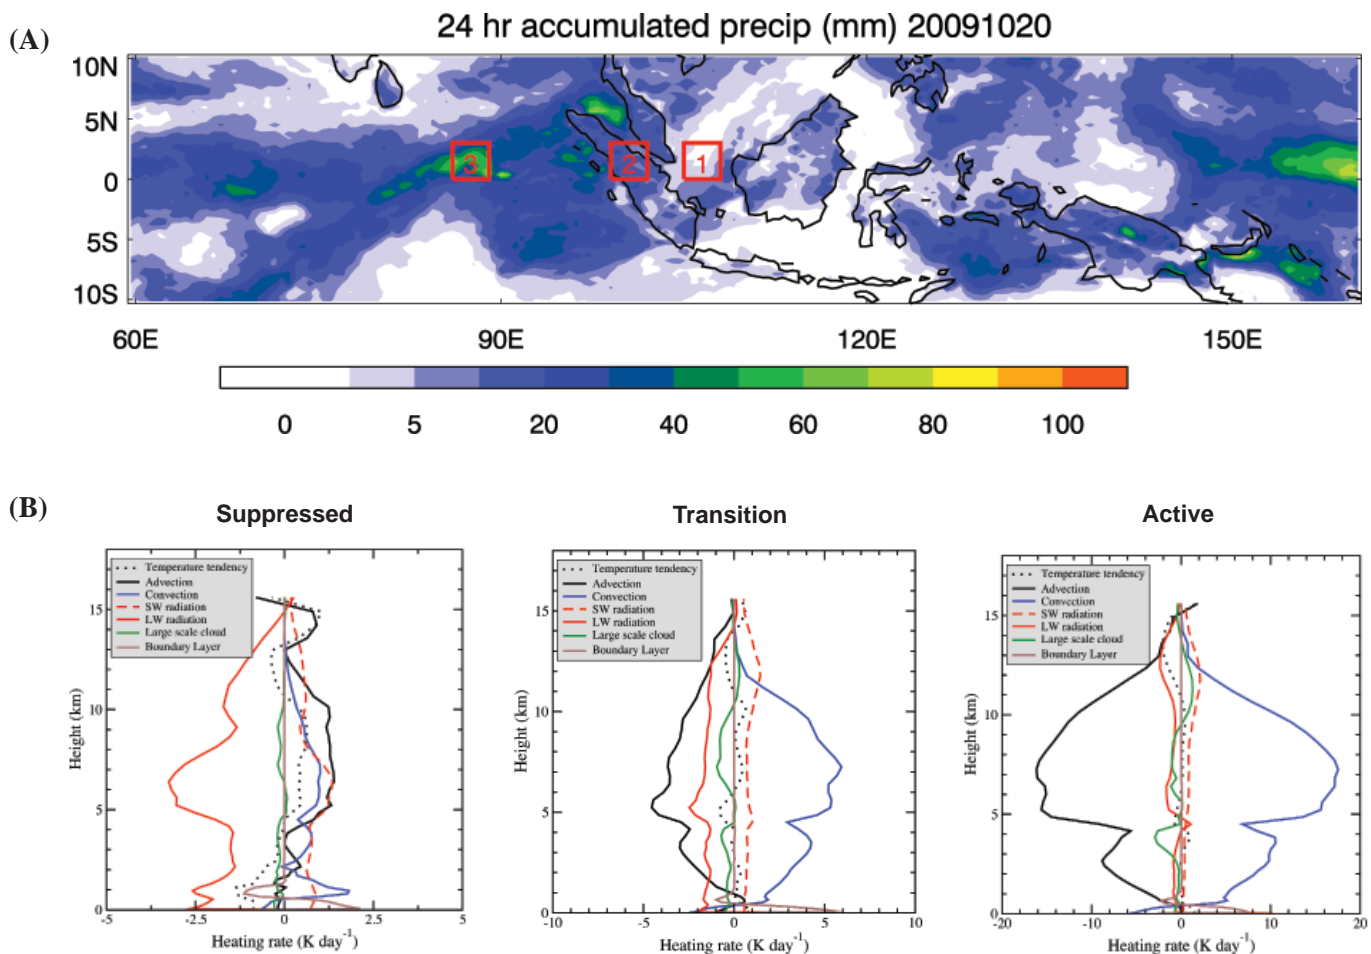 (A)
24 hr accumulated precip (mm) 20091020
10N
5N
0
5S
10S
3
2
1
60E
90E
120E
150E
0
5
20
40
60
80
100
(B)
Suppressed
Transition
Active
Temperature tendency
Advection
Convection
SW radiation
LW radiation
Large scale cloud
Boundary Layer
15
10
5
0
Height (km)
-5
-2.5
0
2.5
5
Heating rate (K day-1)
Temperature tendency
Advection
Convection
SW radiation
LW radiation
Large scale cloud
Boundary Layer
15
10
5
0
Height (km)
-10
-5
0
5
10
Heating rate (K day-1)
Temperature tendency
Advection
Convection
SW radiation
LW radiation
Large scale cloud
Boundary Layer
15
10
5
0
Height (km)
-20
-10
0
10
20
Heating rate (K day-1)